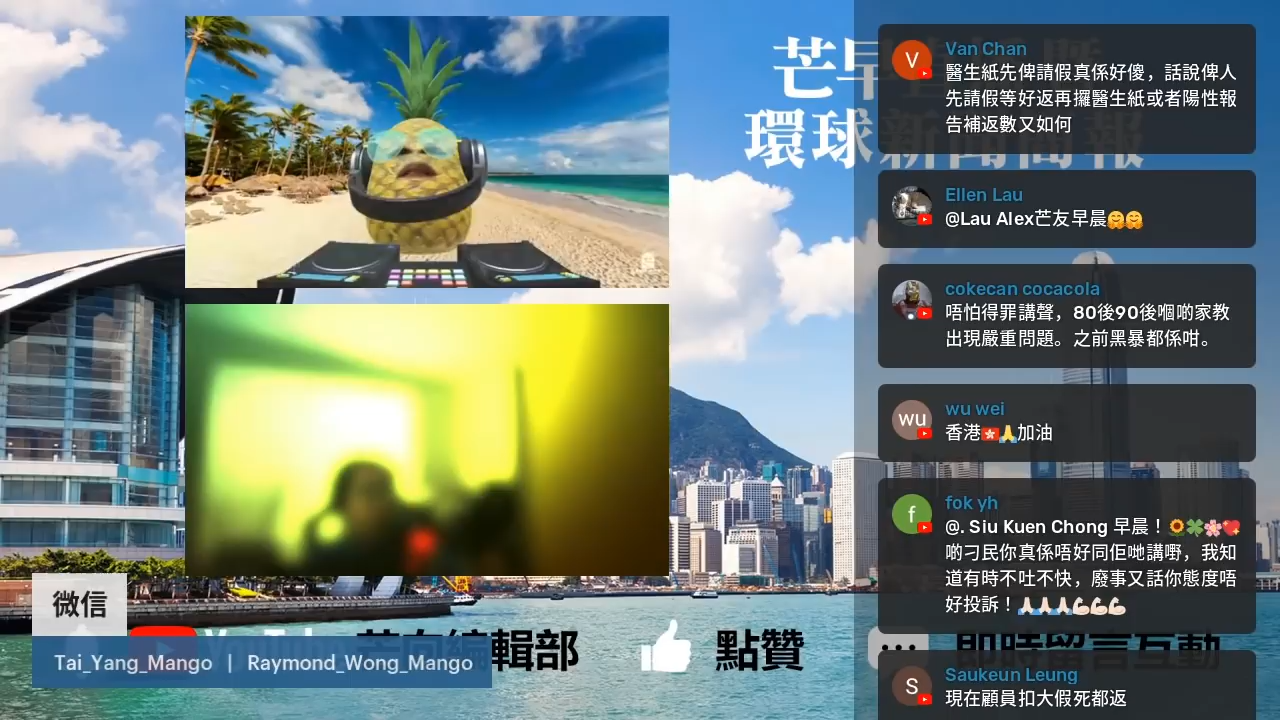 芒早
環球新聞簡報
Van Chan
醫生紙先俾請假真係好傻，話說俾人
先請假等好返再攞醫生紙或者陽性報
告補返數又如何
Ellen Lau
@Lau Alex芒友早晨🤗🤗
cokecan cocacola
唔怕得罪講聲，80後90後嗰啲家教
出現嚴重問題。之前黑暴都係咁。
wu wei
香港🇭🇰🙏加油
fok yh
@. Siu Kuen Chong 早晨！🌻🍀🌸💖
啲刁民你真係唔好同佢哋講嘢，我知
道有時不吐不快，廢事又話你態度唔
好投訴！🙏🏻🙏🏻🙏🏻💪🏻💪🏻💪🏻
Saukeun Leung
現在顧員扣大假死都返
微信
Tai_Yang_Mango | Raymond_Wong_Mango
YouTube 芒向編輯部
點贊
即時留言互動